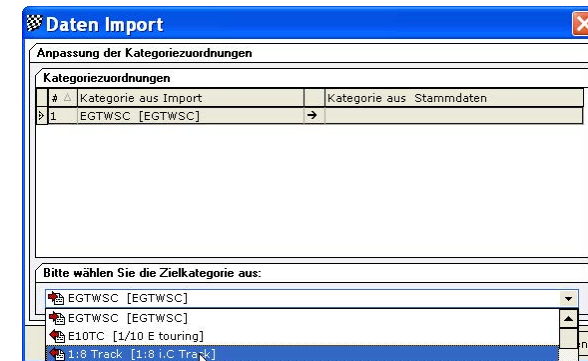 Daten Import
Anpassung der Kategoriezuordnungen
Kategoriezuordnungen
# Kategorie aus Import Kategorie aus Stammdaten
1 EGTWSC [EGTWSC]
Bitte wählen Sie die Zielkategorie aus:
EGTWSC [EGTWSC]
EGTWSC [EGTWSC]
E10TC [1/10 E touring]
1:8 Track [1:8 i.C Track]